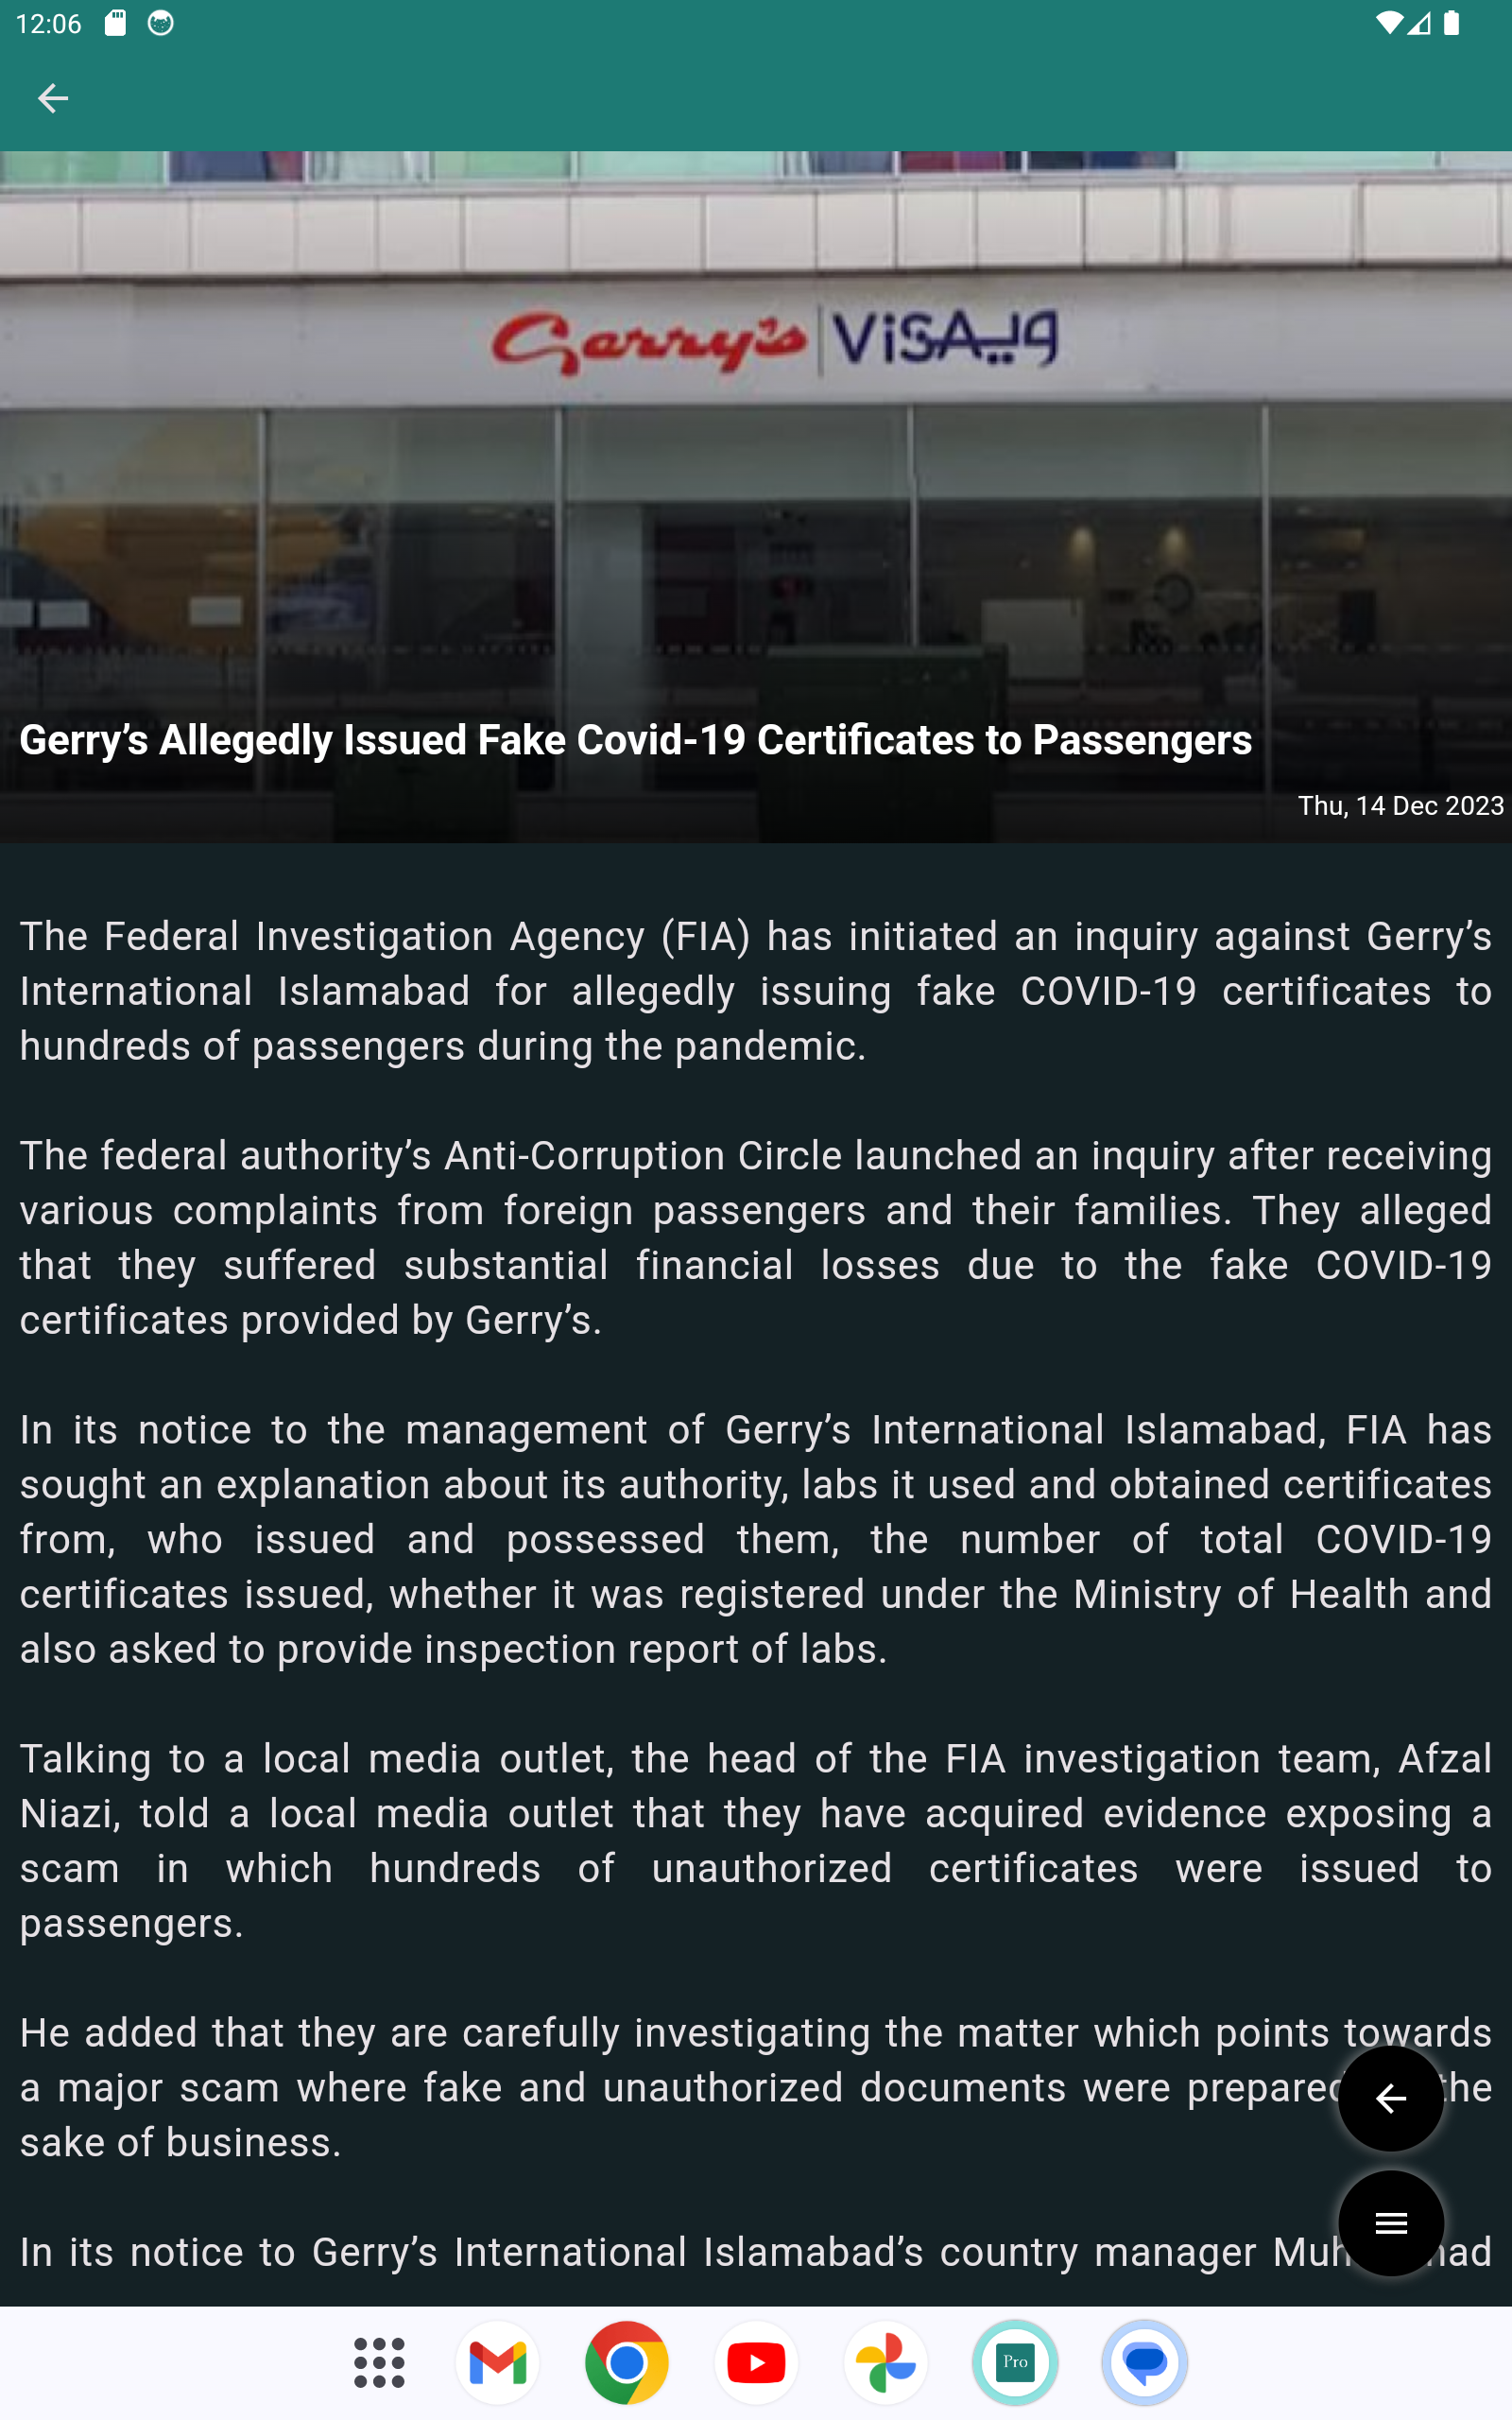 12:06
Gerry's ViSA ويـ
Gerry’s Allegedly Issued Fake Covid-19 Certificates to Passengers
Thu, 14 Dec 2023
The Federal Investigation Agency (FIA) has initiated an inquiry against Gerry’s
International Islamabad for allegedly issuing fake COVID-19 certificates to
hundreds of passengers during the pandemic.
The federal authority’s Anti-Corruption Circle launched an inquiry after receiving
various complaints from foreign passengers and their families. They alleged
that they suffered substantial financial losses due to the fake COVID-19
certificates provided by Gerry’s.
In its notice to the management of Gerry’s International Islamabad, FIA has
sought an explanation about its authority, labs it used and obtained certificates
from, who issued and possessed them, the number of total COVID-19
certificates issued, whether it was registered under the Ministry of Health and
also asked to provide inspection report of labs.
Talking to a local media outlet, the head of the FIA investigation team, Afzal
Niazi, told a local media outlet that they have acquired evidence exposing a
scam in which hundreds of unauthorized certificates were issued to
passengers.
He added that they are carefully investigating the matter which points towards
a major scam where fake and unauthorized documents were prepared the
sake of business.
In its notice to Gerry’s International Islamabad’s country manager
Pro